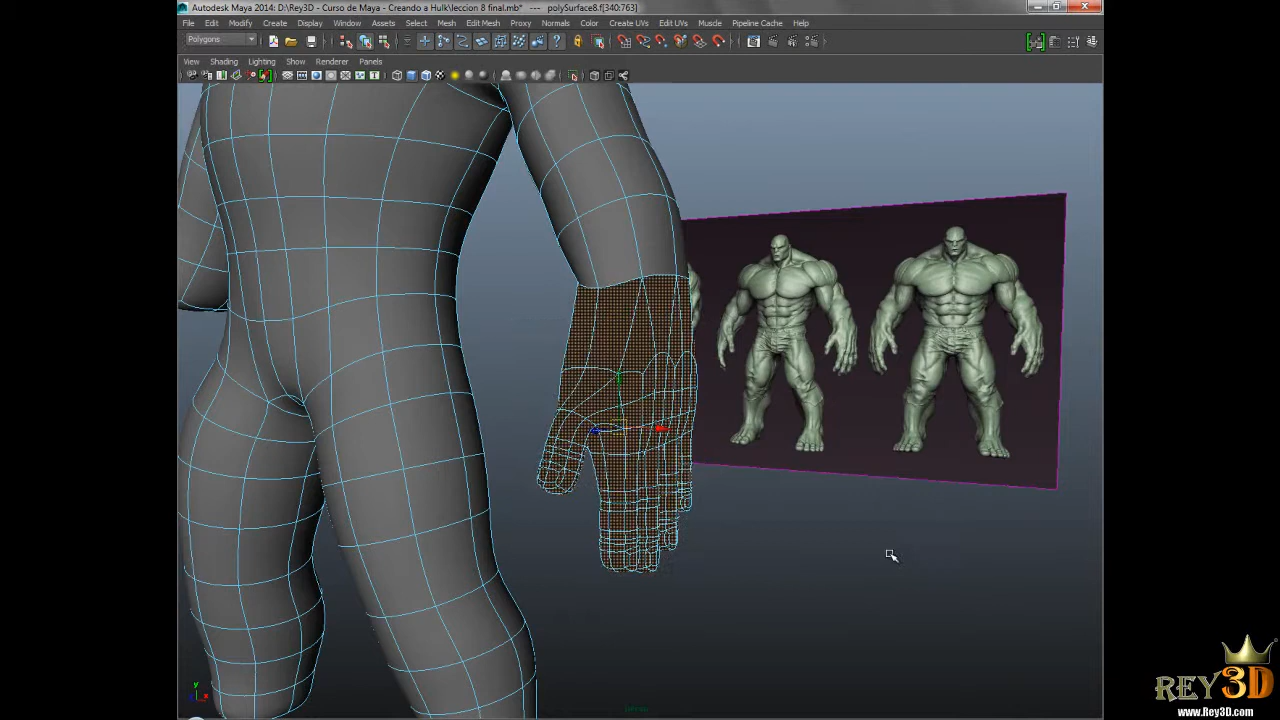 Autodesk Maya 2014: D:\Rey3D - Curso de Maya - Creando a Hulk\leccion 8 final.mb* --- polySurface8.f[340:763]
File Edit Modify Create Display Window Assets Select Mesh Edit Mesh Proxy Normals Color Create UVs Edit UVs Muscle Pipeline Cache Help
Polygons
View Shading Lighting Show Renderer Panels
y
x
REY3D
www.Rey3D.com